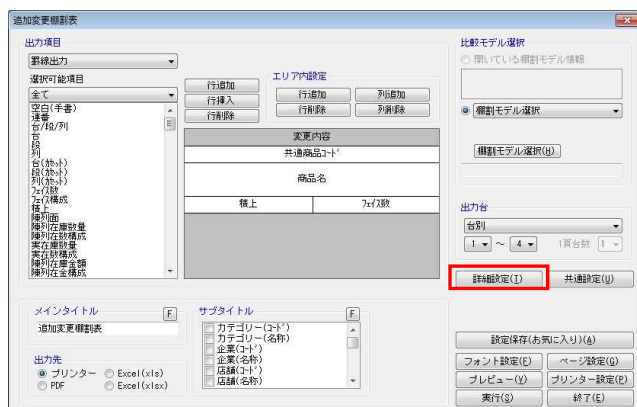 追加変更棚割表
出力項目
罫線出力
選択可能項目
全て
空白(手書)
連番
台/段/列
台
段
列
台(カセット)
段(カセット)
列(カセット)
フェイス数
フェイス構成
積上
陳列面
陳列在庫数量
陳列在数構成
実在庫数量
実在数構成
陳列在庫金額
陳列在金構成
行追加
行挿入
行削除
エリア内設定
行追加
列追加
行削除
列削除
変更内容
共通商品コード
商品名
積上
フェイス数
比較モデル選択
開いている棚割モデル情報
棚割モデル選択
棚割モデル選択(H)
出力台
台別
1 ~ 4
1頁台数 1
詳細設定(T)
共通設定(U)
メインタイトル F
追加変更棚割表
サブタイトル F
カテゴリー(コード)
カテゴリー(名称)
企業(コード)
企業(名称)
店舗(コード)
店舗(名称)
出力先
プリンター
Excel(xls)
PDF
Excel(xlsx)
設定保存(お気に入り)(A)
フォント設定(F)
ページ設定(G)
プレビュー(Y)
プリンター設定(P)
実行(S)
終了(E)